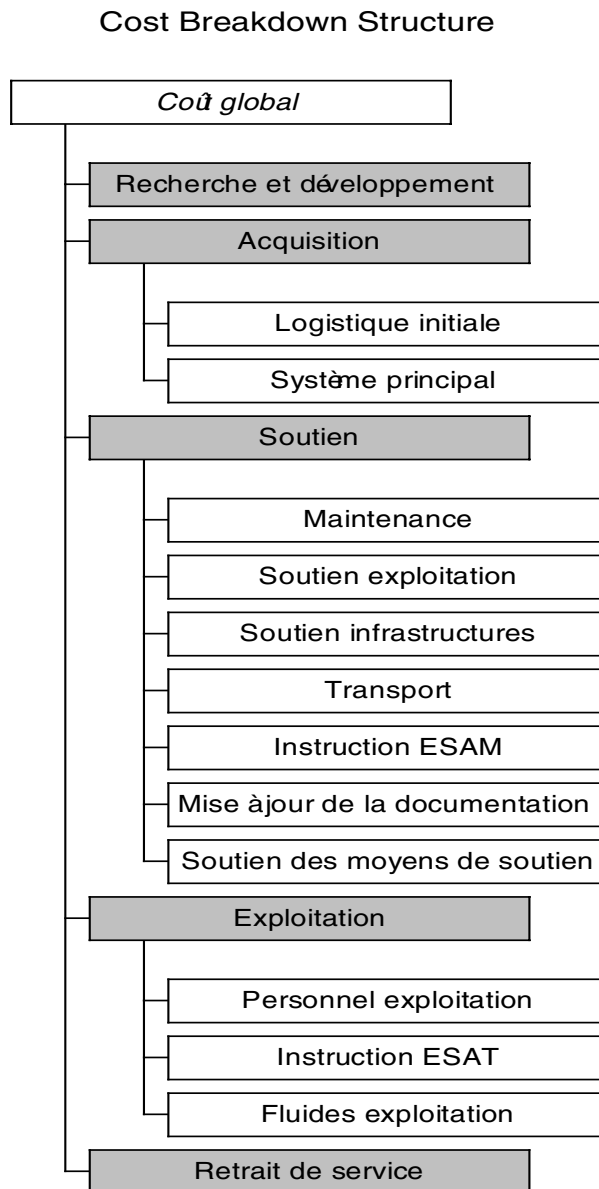 Cost Breakdown Structure
Coût global
Recherche et développement
Acquisition
Logistique initiale
Système principal
Soutien
Maintenance
Soutien exploitation
Soutien infrastructures
Transport
Instruction ESAM
Mise à jour de la documentation
Soutien des moyens de soutien
Exploitation
Personnel exploitation
Instruction ESAT
Fluides exploitation
Retrait de service